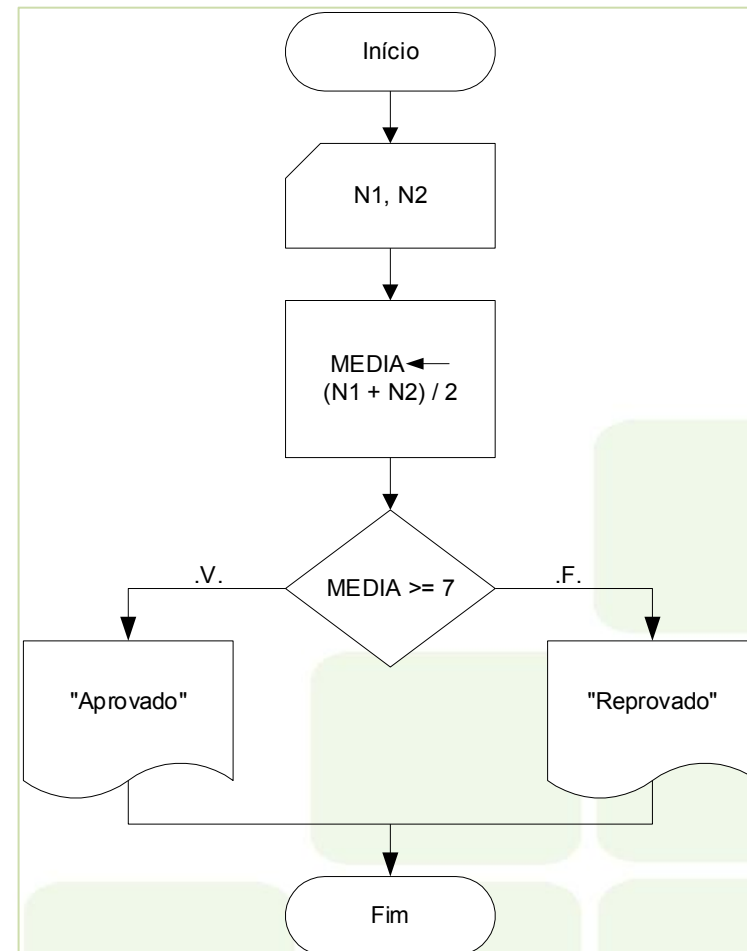 Início
N1, N2
MEDIA
(N1 + N2) / 2
MEDIA >= 7
.V.
.F.
"Aprovado"
"Reprovado"
Fim